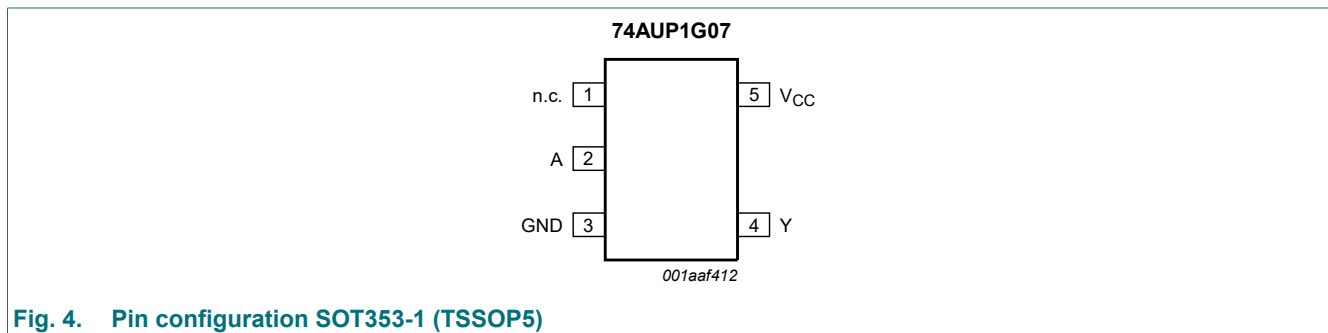 74AUP1G07
n.c. 1
5 VCC
A 2
GND 3
4 Y
001aaf412
Fig. 4. Pin configuration SOT353-1 (TSSOP5)